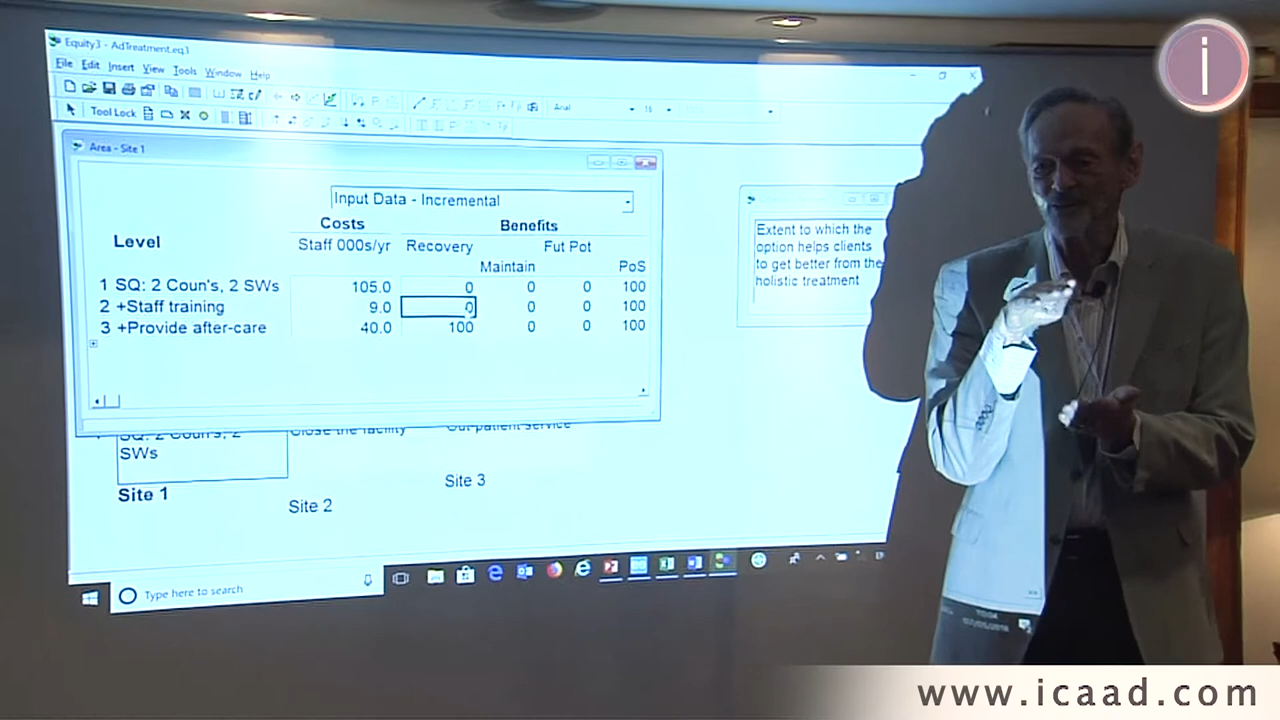 Equity3 - AdTreatment.eq3
File Edit Insert View Tools Window Help
Arial 16
Tool Lock
Area - Site 1
Input Data - Incremental
Costs Benefits
Level Staff 000s/yr Recovery Fut Pot
Maintain PoS
1 SQ: 2 Coun's, 2 SWs 105.0 0 0 0 100
2 +Staff training 9.0 0 0 0 100
3 +Provide after-care 40.0 100 0 0 100
Extent to which the
option helps clients
to get better from the
holistic treatment
SQ: 2 Coun's, 2 Close the facility Out-patient service
SWs
Site 1
Site 2
Site 3
Type here to search
i
www.icaad.com